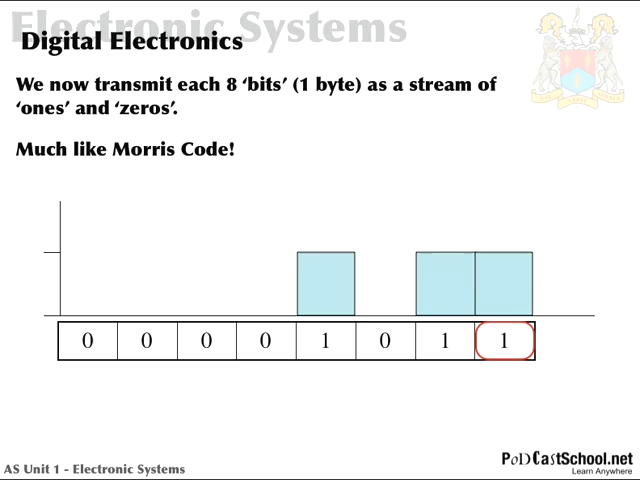 Electronic Systems
Digital Electronics
We now transmit each 8 ‘bits’ (1 byte) as a stream of
‘ones’ and ‘zeros’.
Much like Morris Code!
0 0 0 0 1 0 1 1
AS Unit 1 - Electronic Systems
PoDCastSchool.net
Learn Anywhere